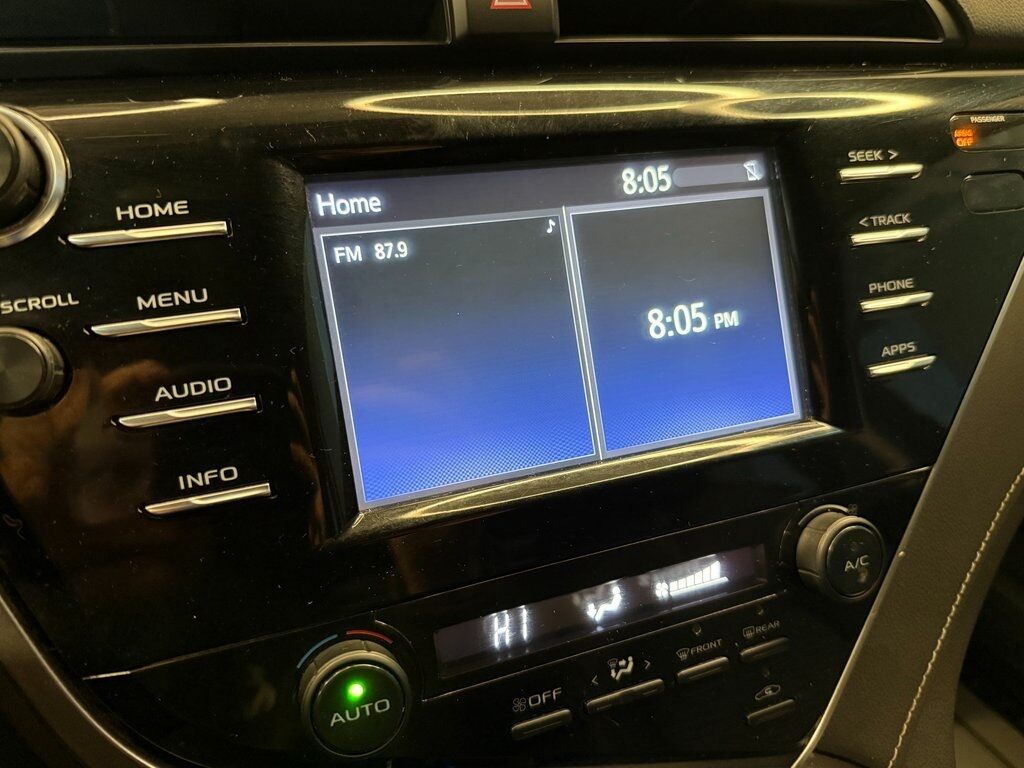 PASSENGER
OFF
SEEK >
8:05
Home
HOME
< TRACK
FM 87.9
PHONE
MENU
SCROLL
8:05 PM
APPS
AUDIO
INFO
A/C
HI
REAR
FRONT
< >
OFF
AUTO